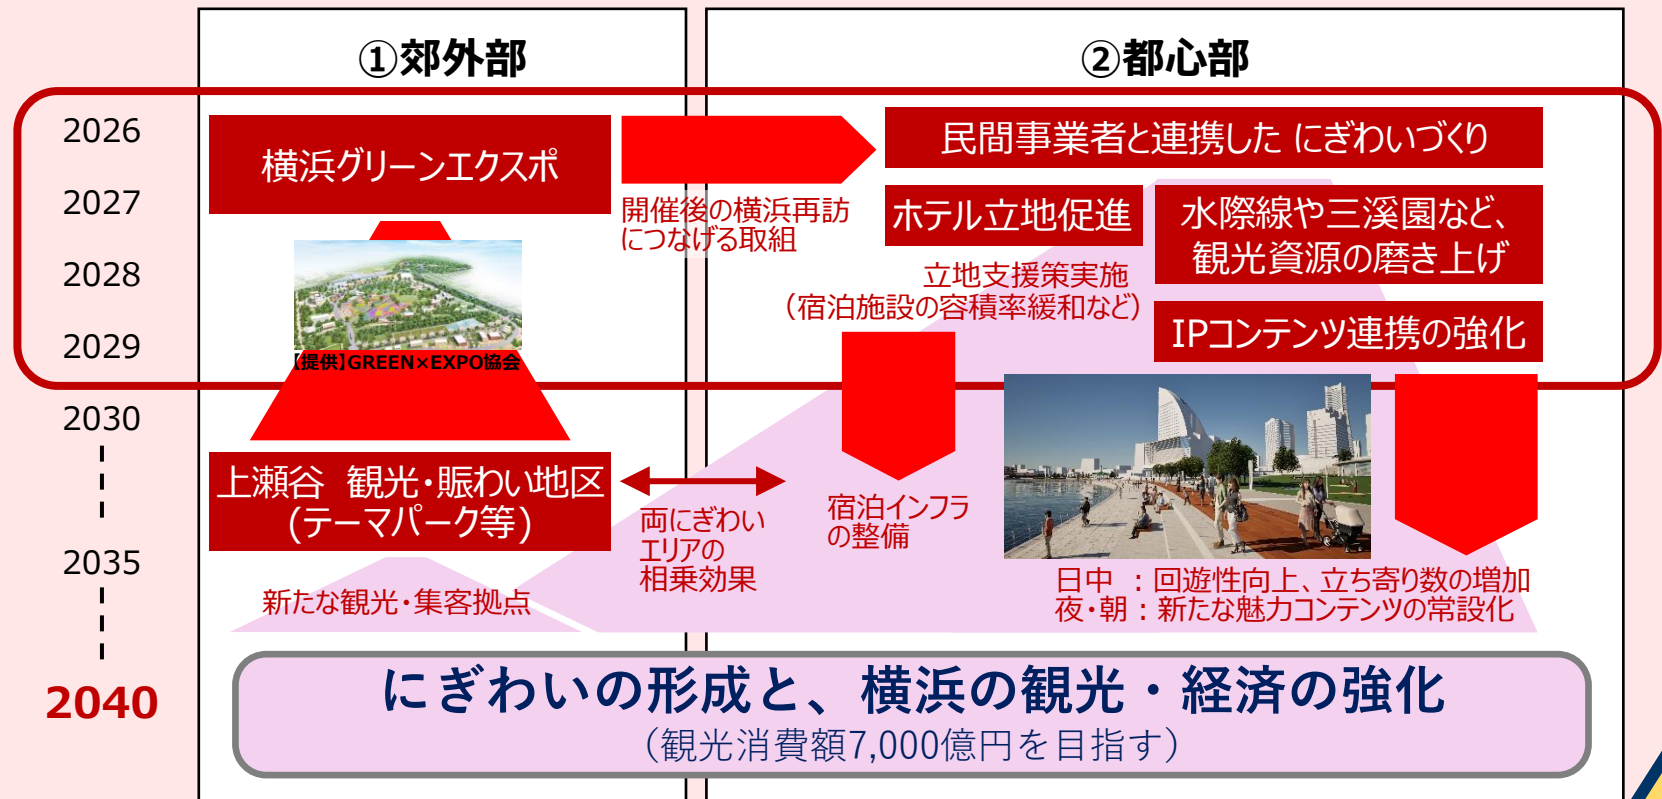 ①郊外部
②都心部
2026
2027
2028
2029
2030
2035
2040
横浜グリーンエクスポ
【提供】GREEN×EXPO協会
上瀬谷 観光・賑わい地区
(テーマパーク等)
新たな観光・集客拠点
開催後の横浜再訪
につなげる取組
両にぎわい
エリアの
相乗効果
民間事業者と連携した にぎわいづくり
ホテル立地促進
立地支援策実施
（宿泊施設の容積率緩和など）
水際線や三溪園など、
観光資源の磨き上げ
IPコンテンツ連携の強化
宿泊インフラ
の整備
日中 ：回遊性向上、立ち寄り数の増加
夜・朝：新たな魅力コンテンツの常設化
にぎわいの形成と、横浜の観光・経済の強化
（観光消費額7,000億円を目指す）